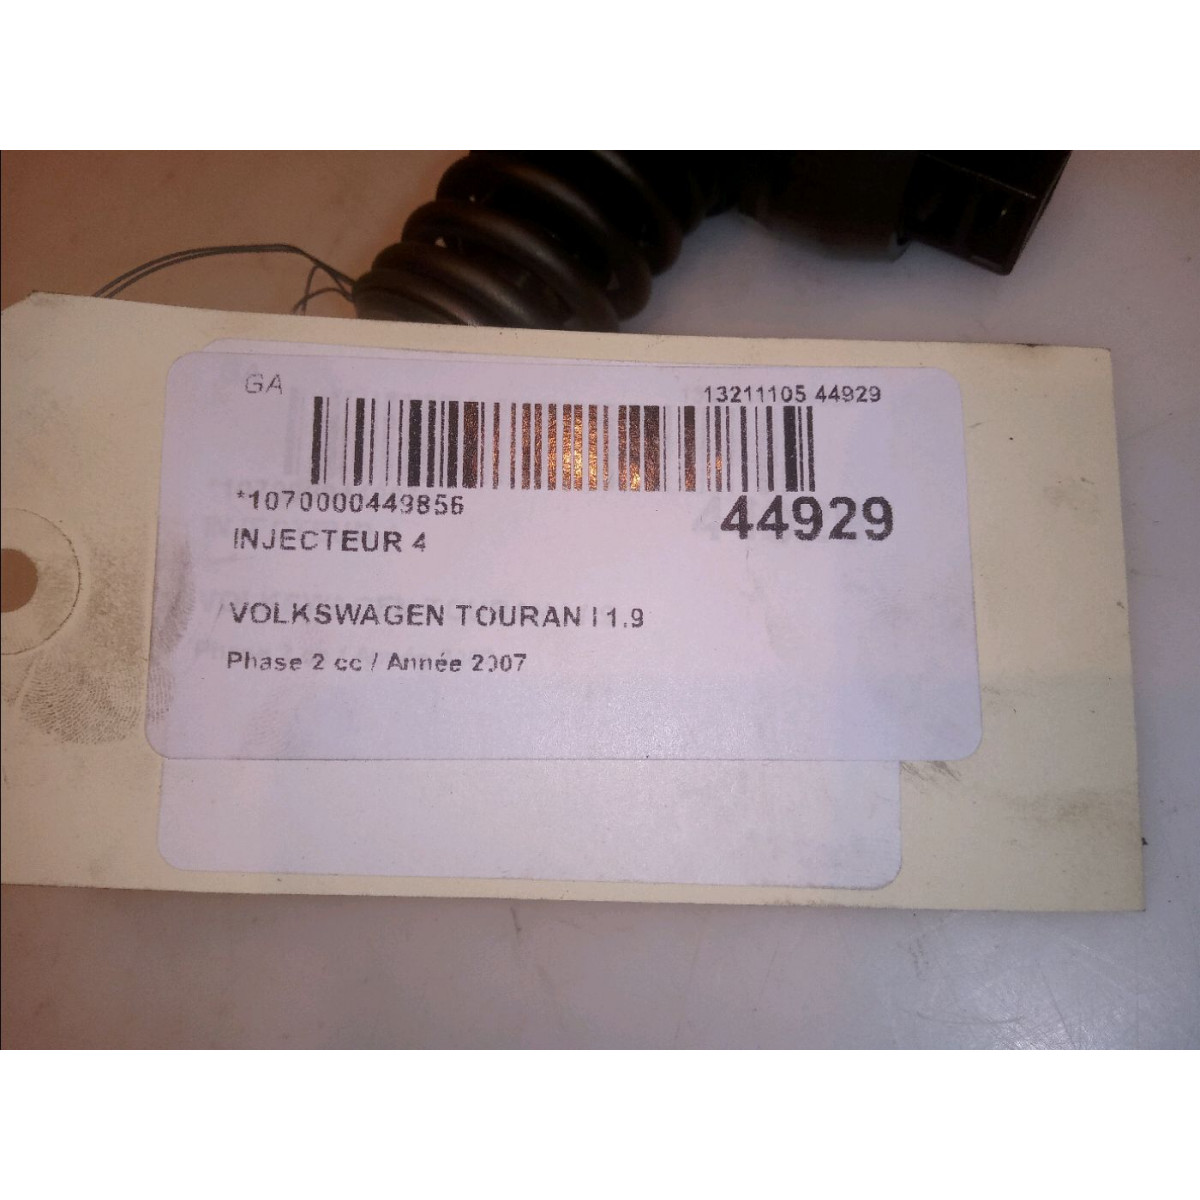 GA
13211105 44929
*1070000449856
44929
INJECTEUR 4
VOLKSWAGEN TOURAN I 1.9
Phase 2 cc / Année 2007